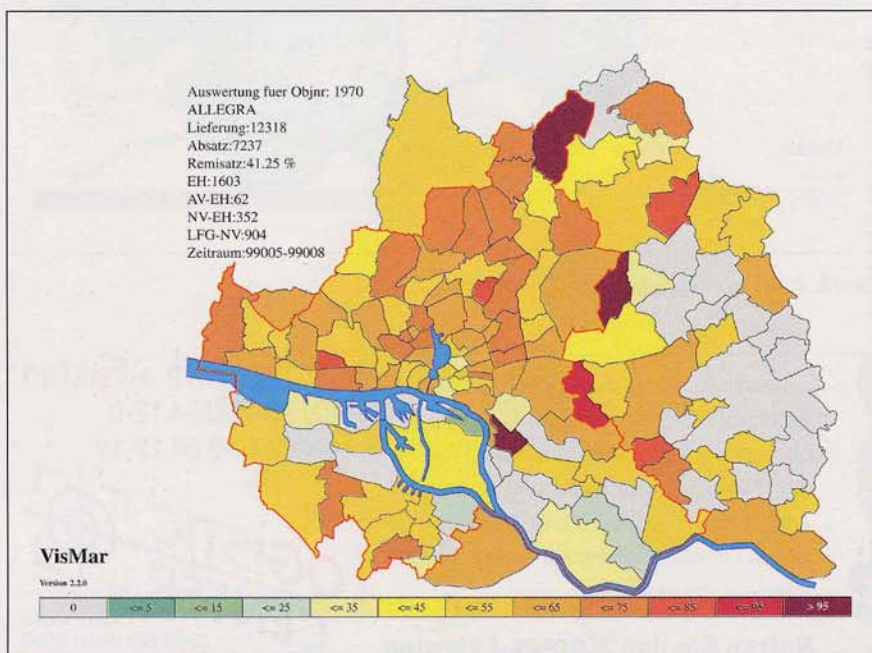 Auswertung fuer Objnr: 1970
ALLEGRA
Lieferung:12318
Absatz:7237
Remisatz:41.25 %
EH:1603
AV-EH:62
NV-EH:352
LFG-NV:904
Zeitraum:99005-99008
VisMar
Version 2.2.0
0 <= 5 <= 15 <= 25 <= 35 <= 45 <= 55 <= 65 <= 75 <= 85 <= 95 > 95